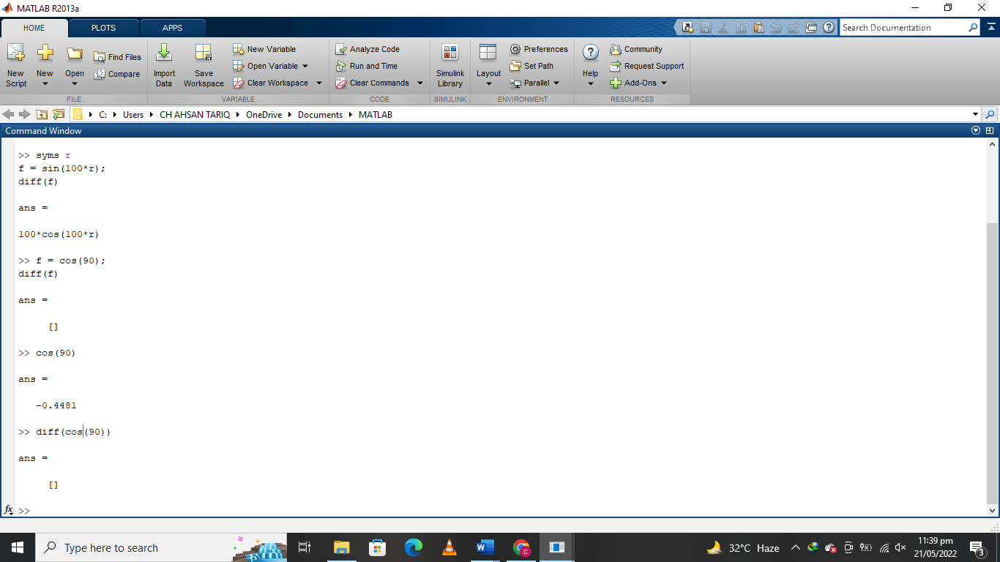 MATLAB R2013a
HOME PLOTS APPS
Search Documentation
New Script
New
Open
Find Files
Compare
FILE
Import Data
Save Workspace
New Variable
Open Variable
Clear Workspace
VARIABLE
Analyze Code
Run and Time
Clear Commands
CODE
Simulink Library
SIMULINK
Layout
Preferences
Set Path
Parallel
ENVIRONMENT
Help
Community
Request Support
Add-Ons
RESOURCES
C: Users CH AHSAN TARIQ OneDrive Documents MATLAB
Command Window
>> syms r
f = sin(100*r);
diff(f)
ans =
100*cos(100*r)
>> f = cos(90);
diff(f)
ans =
[]
>> cos(90)
ans =
-0.4481
>> diff(cos(90))
ans =
[]
fx >>
Type here to search
32°C Haze
11:39 pm
21/05/2022
3